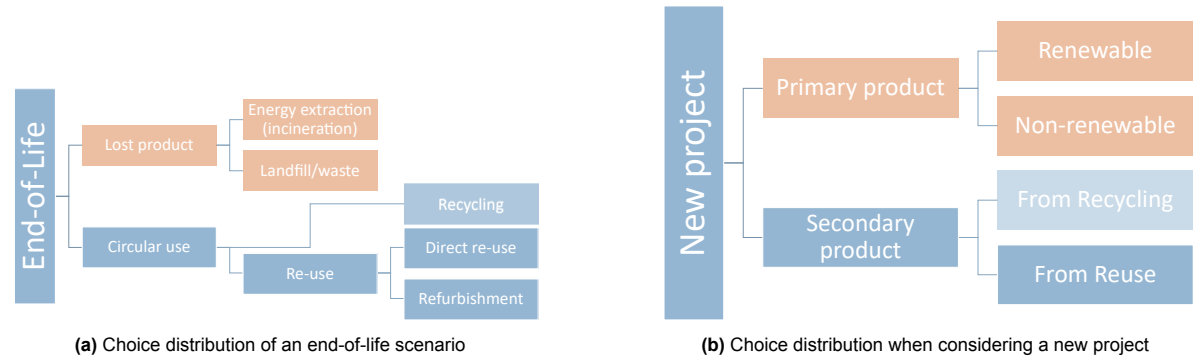 End-of-Life
Lost product
Energy extraction
(incineration)
Landfill/waste
Circular use
Recycling
Re-use
Direct re-use
Refurbishment
(a) Choice distribution of an end-of-life scenario
New project
Primary product
Renewable
Non-renewable
Secondary
product
From Recycling
From Reuse
(b) Choice distribution when considering a new project